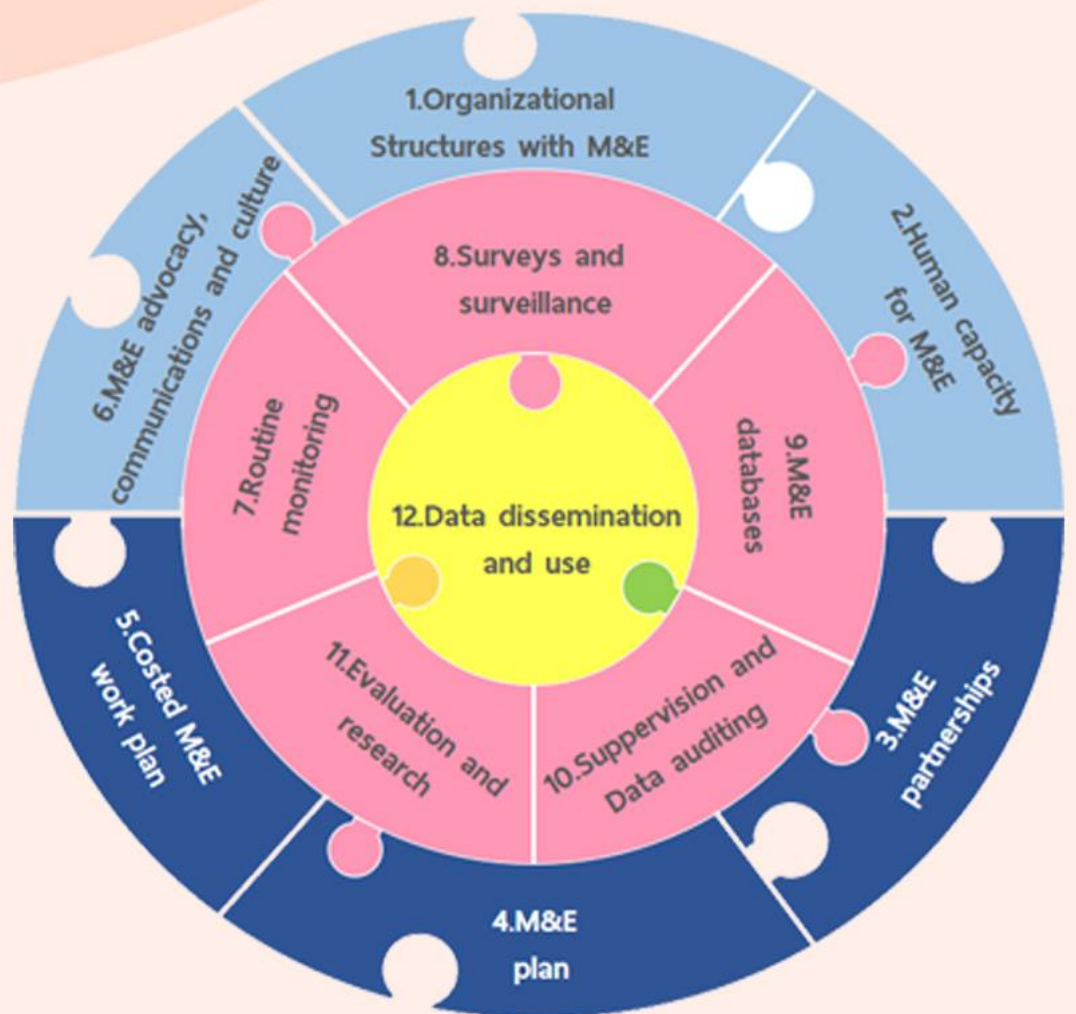 1.Organizational
Structures with M&E
2.Human capacity
for M&E
3.M&E
partnerships
4.M&E
plan
5.Costed M&E
work plan
6.M&E advocacy,
communications and culture
7.Routine
monitoring
8.Surveys and
surveillance
9.M&E
databases
10.Suppervision and
Data auditing
11.Evaluation and
research
12.Data dissemination
and use